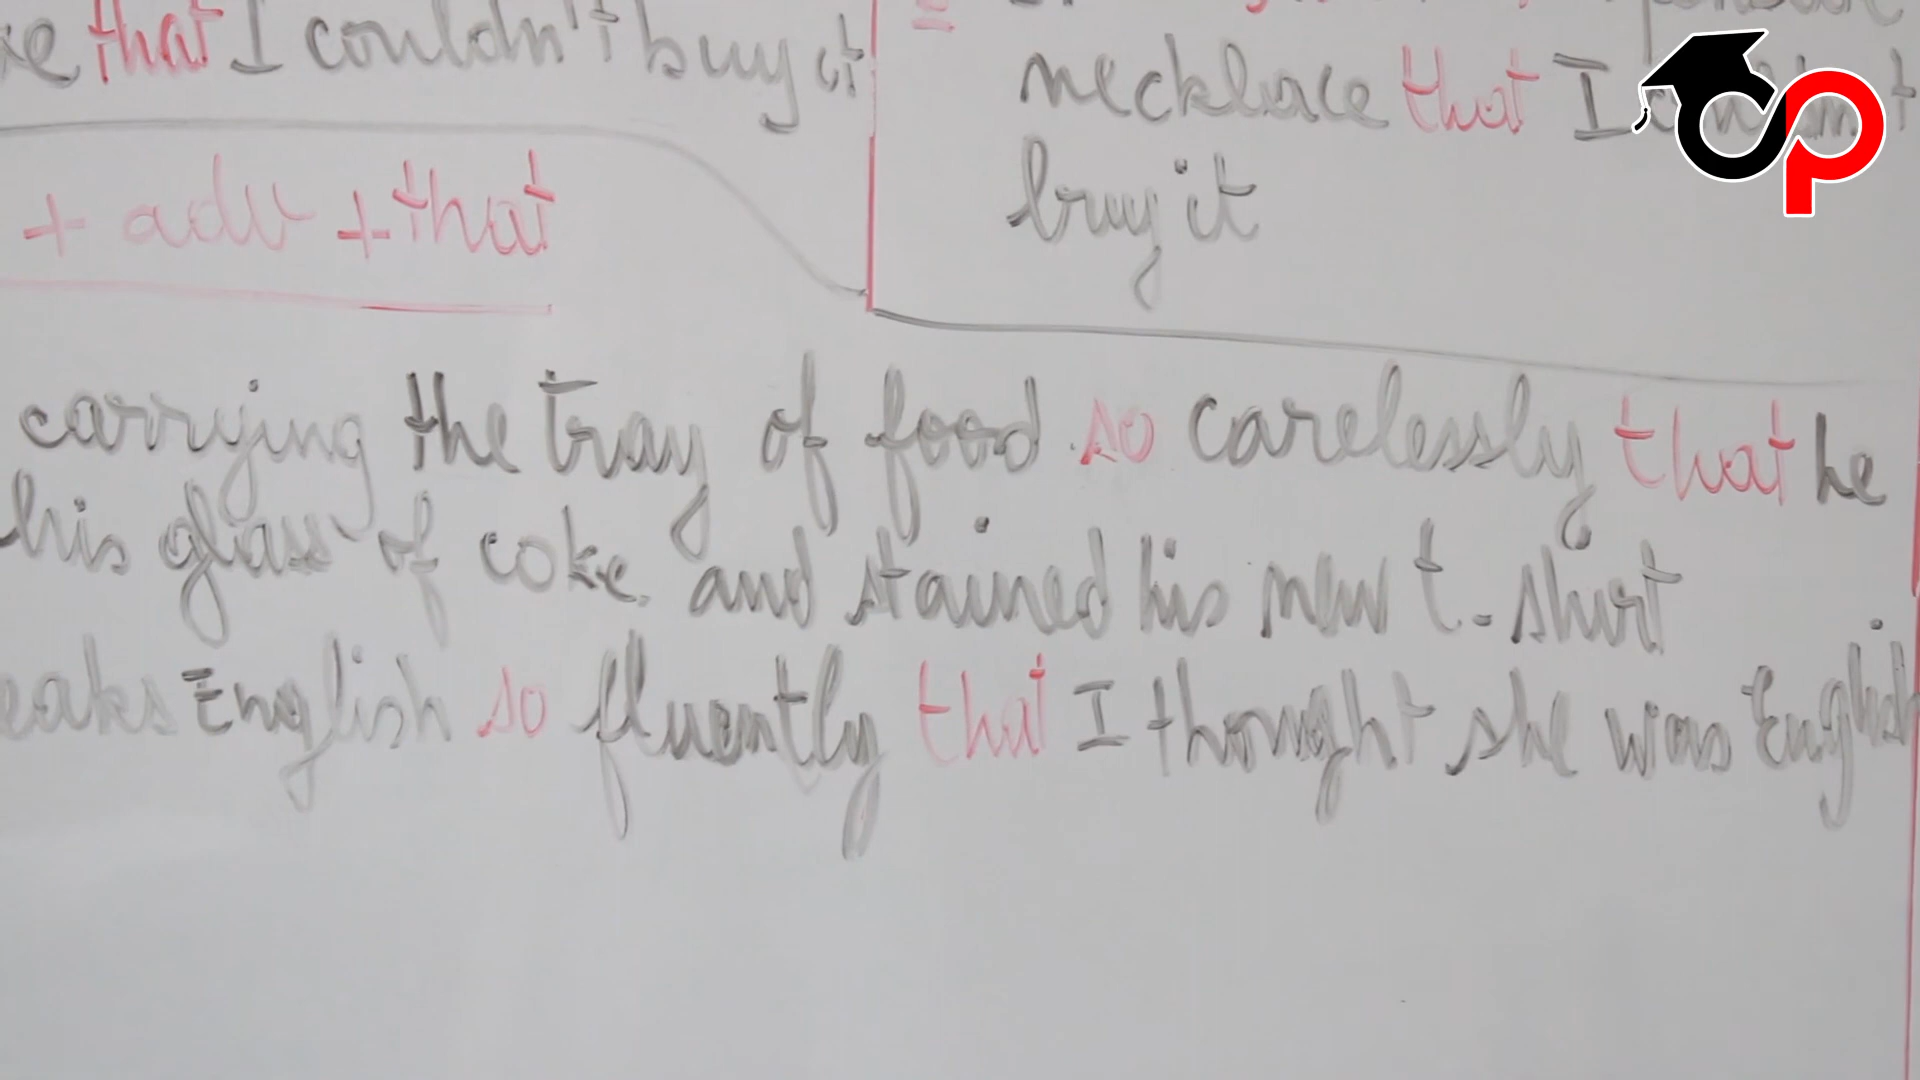 that I couldn't buy it
necklace that I
buy it
+ adv + that
carrying the tray of food so carelessly that he
his glass of coke. and stained his new t-shirt
eaks English so fluently that I thought she was English